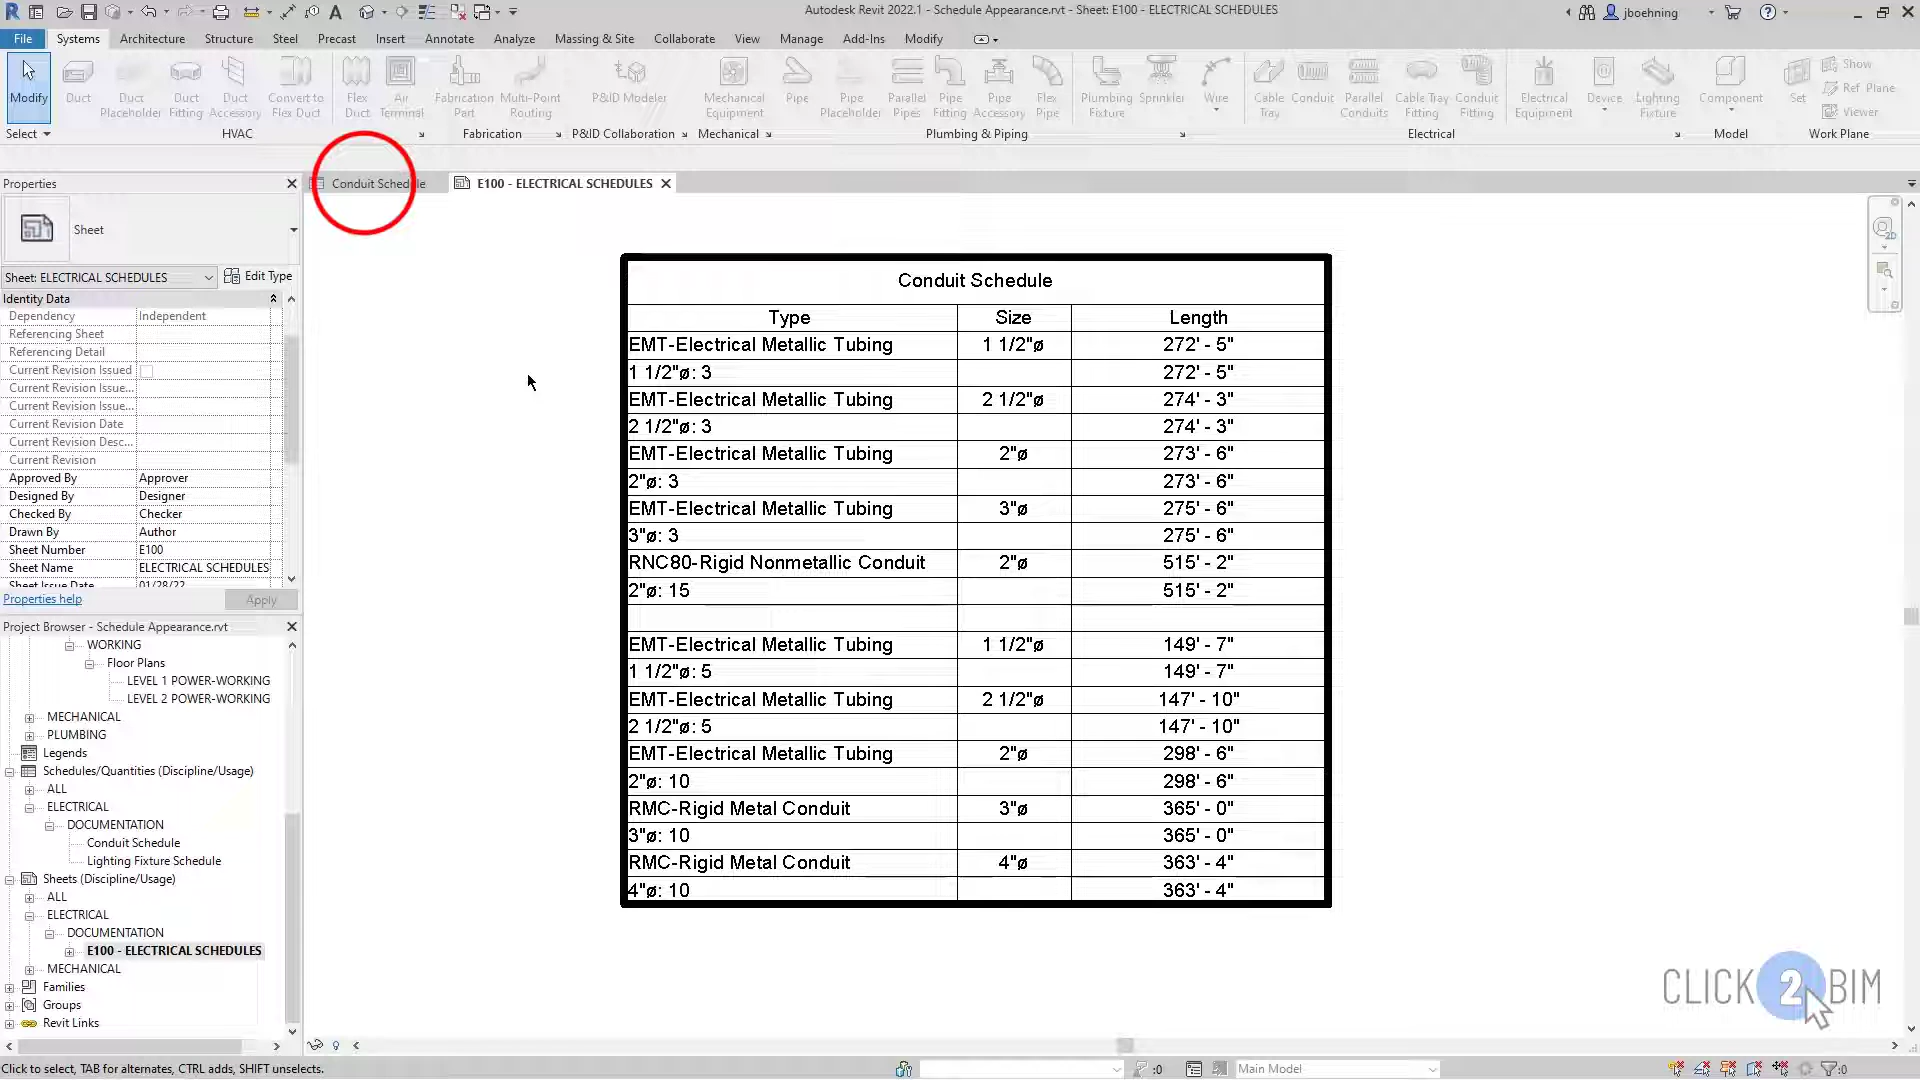 Autodesk Revit 2022.1 - Schedule Appearance.rvt - Sheet: E100 - ELECTRICAL SCHEDULES
jboehning
File Systems Architecture Structure Steel Precast Insert Annotate Analyze Massing & Site Collaborate View Manage Add-Ins Modify
Modify
Duct
Duct Placeholder
Duct Fitting
Duct Accessory
Convert to Flex Duct
Flex Duct
Air Terminal
Fabrication Part
Multi-Point Routing
P&ID Modeler
Mechanical Equipment
Pipe
Pipe Placeholder
Parallel Pipes
Pipe Fitting
Pipe Accessory
Flex Pipe
Plumbing Fixture
Sprinkler
Wire
Cable Tray
Conduit
Parallel Conduits
Cable Tray Fitting
Conduit Fitting
Electrical Equipment
Device
Lighting Fixture
Component
Set
Show
Ref Plane
Viewer
Select HVAC Fabrication P&ID Collaboration Mechanical Plumbing & Piping Electrical Model Work Plane
Properties
Sheet
Sheet: ELECTRICAL SCHEDULES Edit Type
Identity Data
Dependency Independent
Referencing Sheet
Referencing Detail
Current Revision Issued
Current Revision Issue...
Current Revision Issue...
Current Revision Date
Current Revision Desc...
Current Revision
Approved By Approver
Designed By Designer
Checked By Checker
Drawn By Author
Sheet Number E100
Sheet Name ELECTRICAL SCHEDULES
Sheet Issue Date 01/28/22
Properties help Apply
Project Browser - Schedule Appearance.rvt
WORKING
Floor Plans
LEVEL 1 POWER-WORKING
LEVEL 2 POWER-WORKING
MECHANICAL
PLUMBING
Legends
Schedules/Quantities (Discipline/Usage)
ALL
ELECTRICAL
DOCUMENTATION
Conduit Schedule
Lighting Fixture Schedule
Sheets (Discipline/Usage)
ALL
ELECTRICAL
DOCUMENTATION
E100 - ELECTRICAL SCHEDULES
MECHANICAL
Families
Groups
Revit Links
Conduit Schedule E100 - ELECTRICAL SCHEDULES
Conduit Schedule
Type Size Length
EMT-Electrical Metallic Tubing 1 1/2"ø 272' - 5"
1 1/2"ø: 3 272' - 5"
EMT-Electrical Metallic Tubing 2 1/2"ø 274' - 3"
2 1/2"ø: 3 274' - 3"
EMT-Electrical Metallic Tubing 2"ø 273' - 6"
2"ø: 3 273' - 6"
EMT-Electrical Metallic Tubing 3"ø 275' - 6"
3"ø: 3 275' - 6"
RNC80-Rigid Nonmetallic Conduit 2"ø 515' - 2"
2"ø: 15 515' - 2"
EMT-Electrical Metallic Tubing 1 1/2"ø 149' - 7"
1 1/2"ø: 5 149' - 7"
EMT-Electrical Metallic Tubing 2 1/2"ø 147' - 10"
2 1/2"ø: 5 147' - 10"
EMT-Electrical Metallic Tubing 2"ø 298' - 6"
2"ø: 10 298' - 6"
RMC-Rigid Metal Conduit 3"ø 365' - 0"
3"ø: 10 365' - 0"
RMC-Rigid Metal Conduit 4"ø 363' - 4"
4"ø: 10 363' - 4"
CLICK 2 BIM
Click to select, TAB for alternates, CTRL adds, SHIFT unselects. :0 Main Model :0